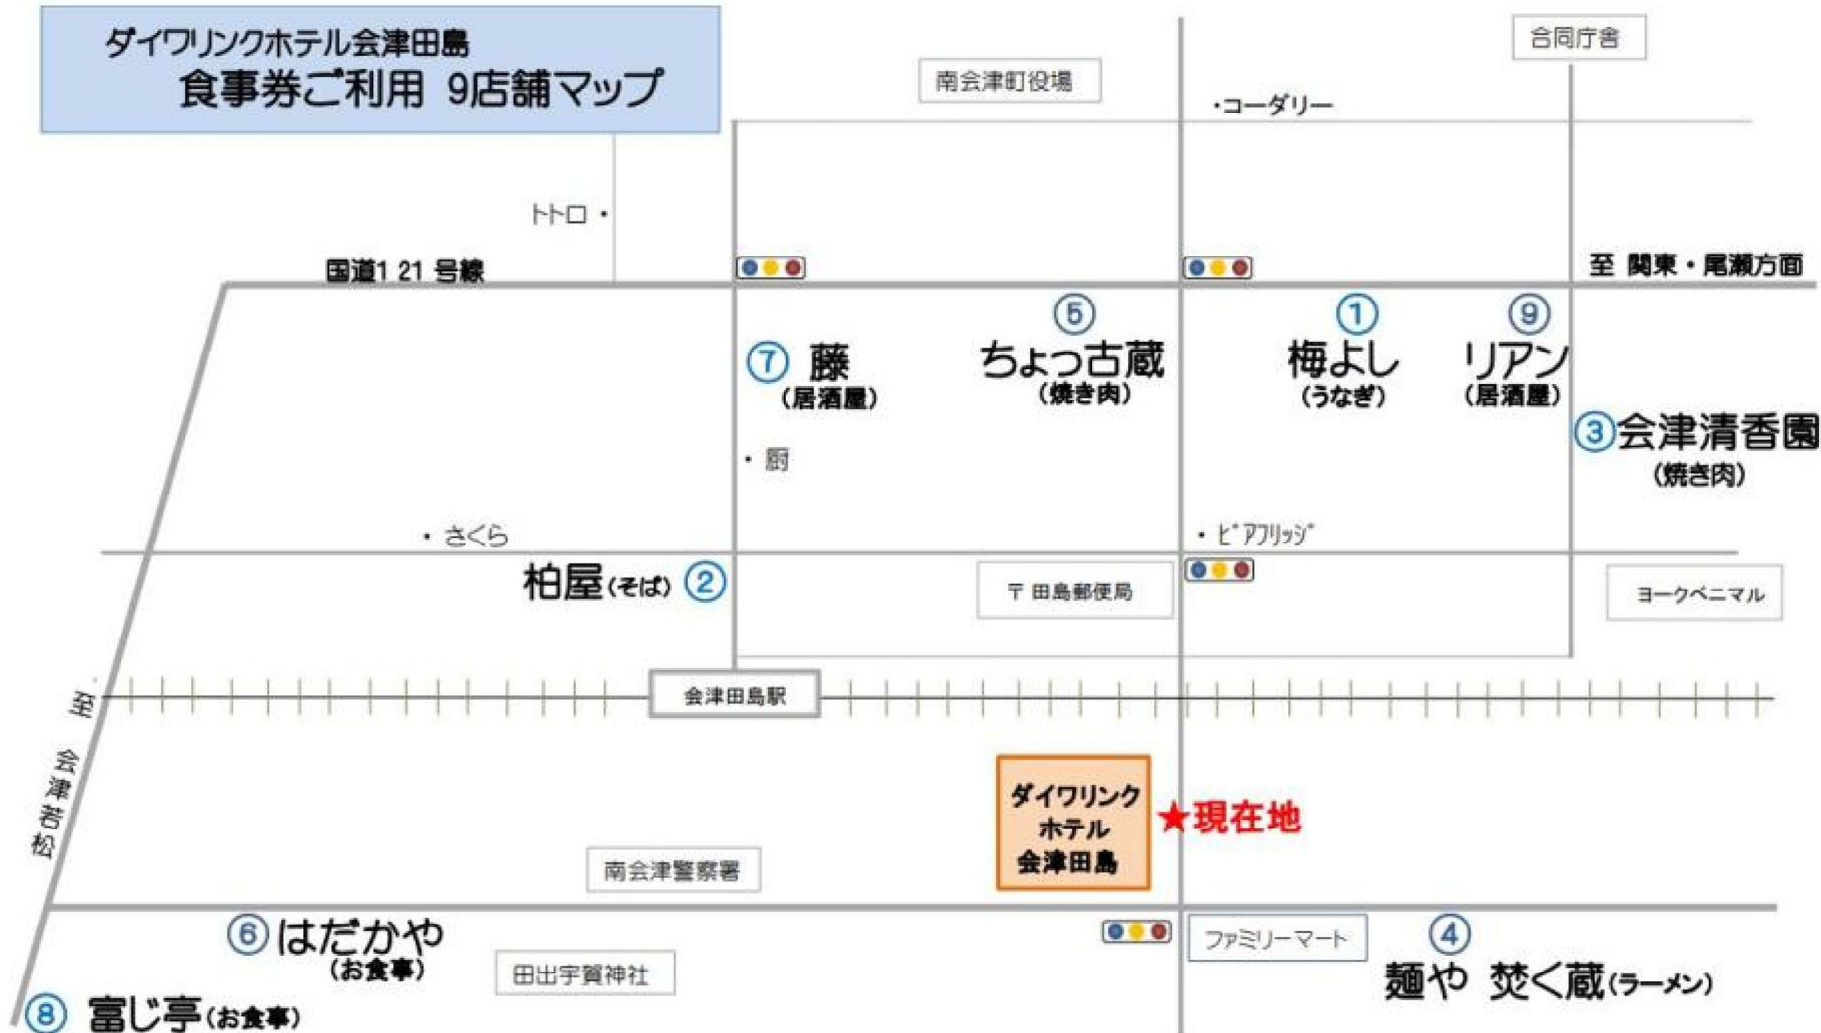 ダイワリンクホテル会津田島
食事券ご利用 9店舗マップ
合同庁舎
南会津町役場
・コーダリー
トトロ・
国道1 21 号線
至 関東・尾瀬方面
⑤
①
⑨
⑦ 藤
(居酒屋)
ちょっ古蔵
(焼き肉)
梅よし
(うなぎ)
リアン
(居酒屋)
③会津清香園
(焼き肉)
・厨
・さくら
・ビアフリッジ
柏屋(そば) ②
〒田島郵便局
ヨークベニマル
会津田島駅
至 会津若松
ダイワリンク
ホテル
会津田島
★現在地
南会津警察署
⑥はだかや
(お食事)
田出宇賀神社
ファミリーマート
④
麺や 焚く蔵(ラーメン)
⑧ 富じ亭(お食事)